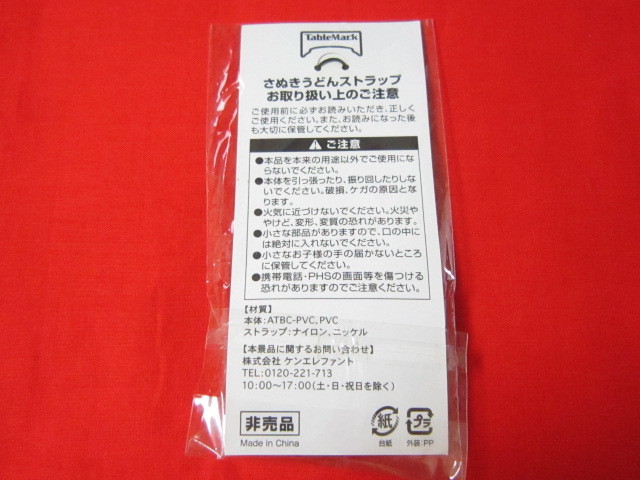 TableMark
さぬきうどんストラップ
お取り扱い上のご注意
ご使用前に必ずお読みいただき、正しく
ご使用ください。また、お読みになった後
も大切に保管してください。
ご注意
●本品を本来の用途以外でご使用にな
らないでください。
●本体を引っ張ったり、振り回したりしな
いでください。破損、ケガの原因とな
ります。
●火気に近づけないでください。火災や
やけど、変形、変質の恐れがあります。
●小さな部品がありますので、口の中に
は絶対に入れないでください。
●小さなお子様の手の届かないところ
に保管してください。
●携帯電話・PHSの画面等を傷つける
恐れがありますのでご注意ください。
【材質】
本体：ATBC-PVC、PVC
ストラップ：ナイロン、ニッケル
【本景品に関するお問い合わせ】
株式会社 ケンエレファント
TEL：0120-221-713
10:00〜17:00（土・日・祝日を除く）
非売品
Made in China
紙
台紙
プラ
外装：PP